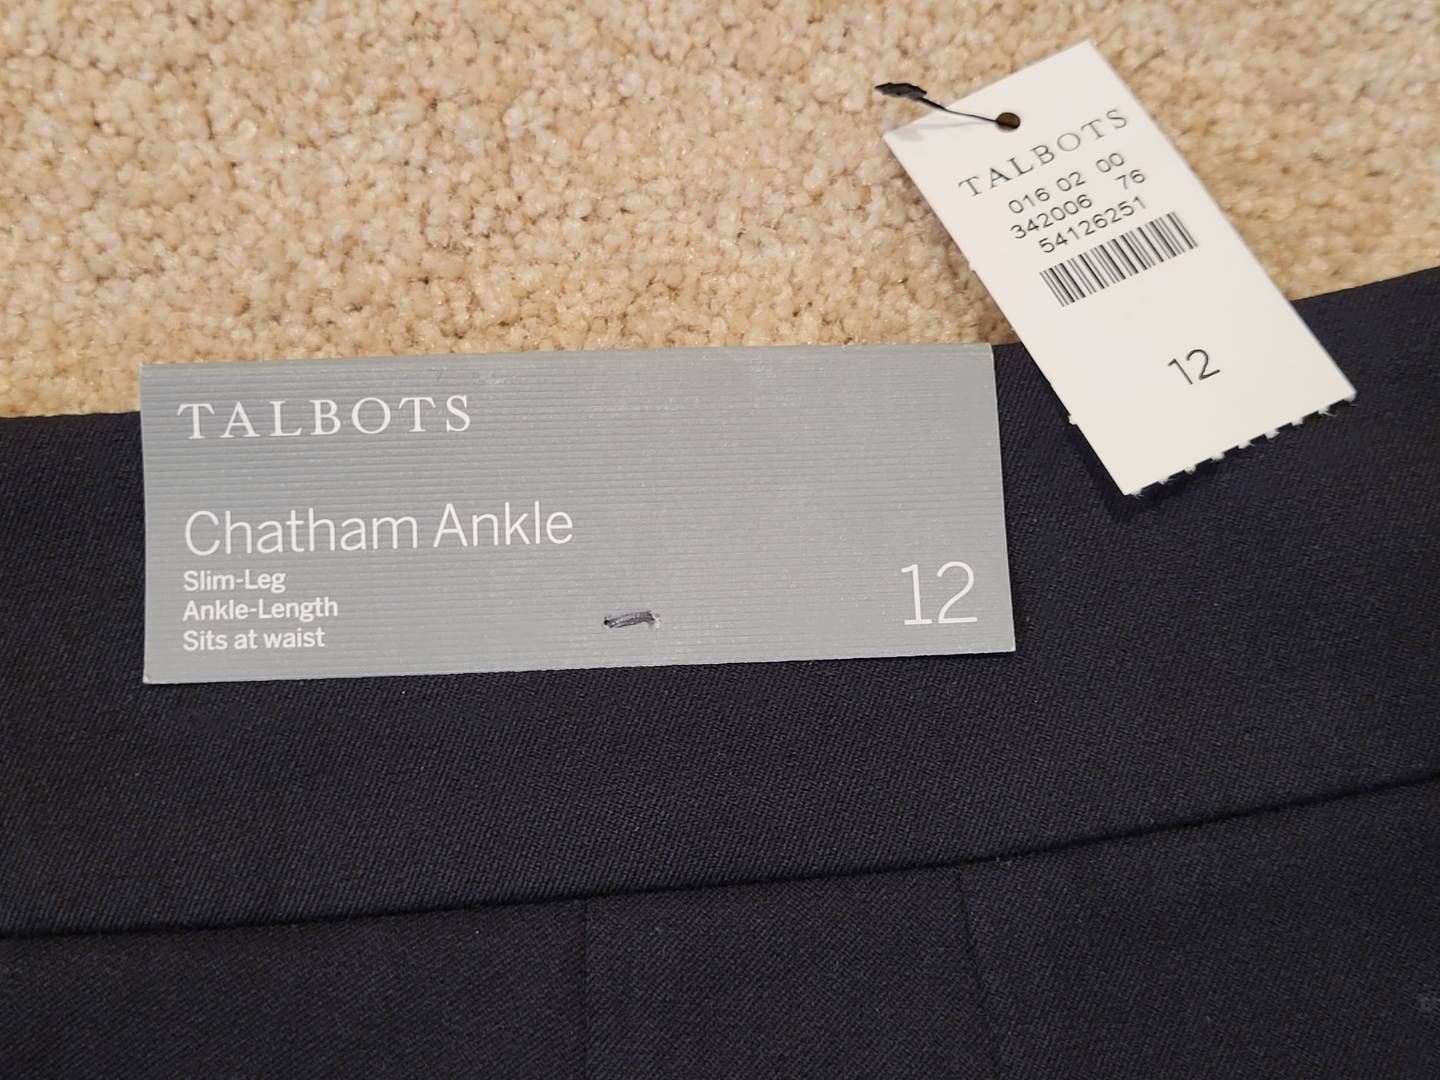 TALBOTS
016 02 00
342006 76
54126251
12
TALBOTS
Chatham Ankle
Slim-Leg
Ankle-Length
Sits at waist
12